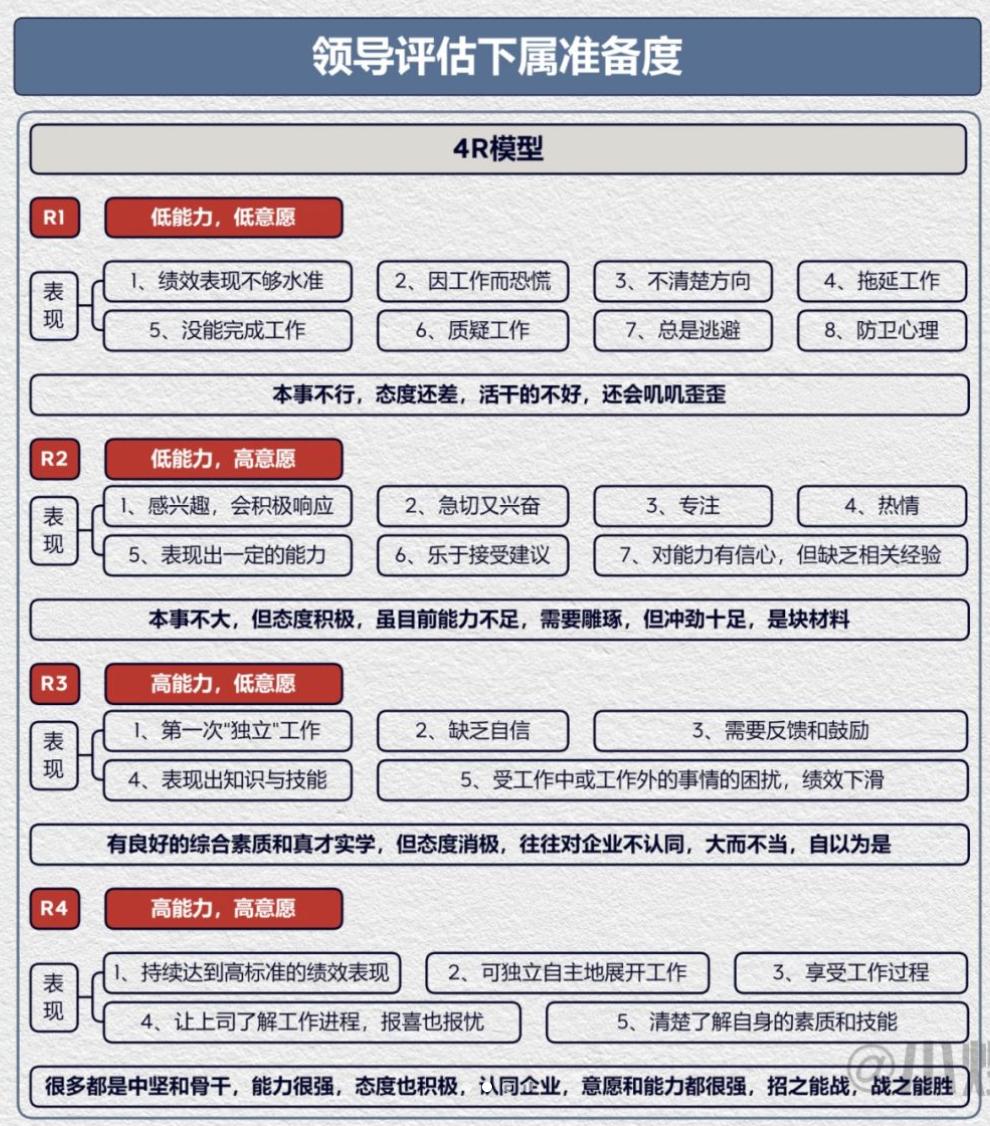 领导评估下属准备度
4R模型
R1 低能力，低意愿
表现
1、绩效表现不够水准 2、因工作而恐慌 3、不清楚方向 4、拖延工作
5、没能完成工作 6、质疑工作 7、总是逃避 8、防卫心理
本事不行，态度还差，活干的不好，还会叽叽歪歪
R2 低能力，高意愿
表现
1、感兴趣，会积极响应 2、急切又兴奋 3、专注 4、热情
5、表现出一定的能力 6、乐于接受建议 7、对能力有信心，但缺乏相关经验
本事不大，但态度积极，虽目前能力不足，需要雕琢，但冲劲十足，是块材料
R3 高能力，低意愿
表现
1、第一次"独立"工作 2、缺乏自信 3、需要反馈和鼓励
4、表现出知识与技能 5、受工作中或工作外的事情的困扰，绩效下滑
有良好的综合素质和真才实学，但态度消极，往往对企业不认同，大而不当，自以为是
R4 高能力，高意愿
表现
1、持续达到高标准的绩效表现 2、可独立自主地展开工作 3、享受工作过程
4、让上司了解工作进程，报喜也报忧 5、清楚了解自身的素质和技能
很多都是中坚和骨干，能力很强，态度也积极，认同企业，意愿和能力都很强，招之能战，战之能胜
@小